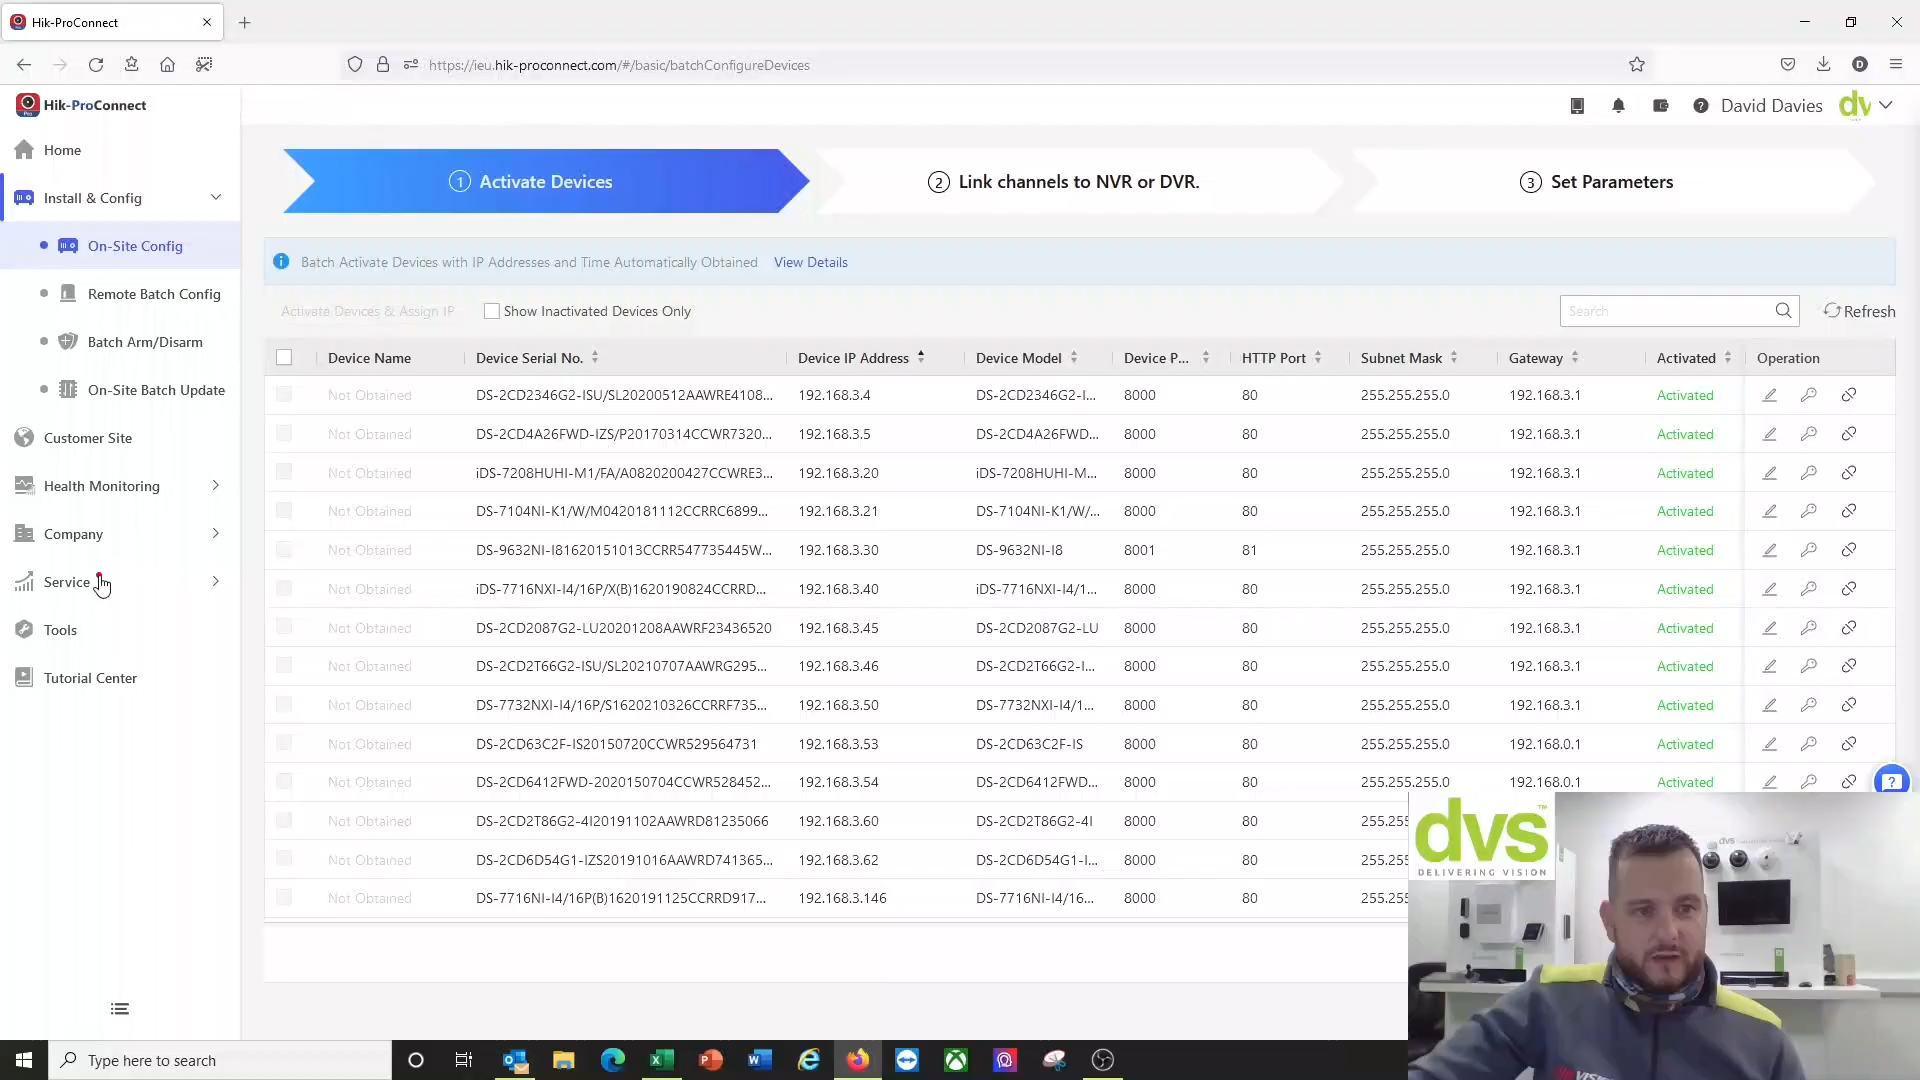 Hik-ProConnect
https://ieu.hik-proconnect.com/#/basic/batchConfigureDevices
Hik-ProConnect
David Davies
dv
Home
Install & Config
On-Site Config
Remote Batch Config
Batch Arm/Disarm
On-Site Batch Update
Customer Site
Health Monitoring
Company
Service
Tools
Tutorial Center
1 Activate Devices
2 Link channels to NVR or DVR.
3 Set Parameters
Batch Activate Devices with IP Addresses and Time Automatically Obtained View Details
Activate Devices & Assign IP Show Inactivated Devices Only Search Refresh
Device Name Device Serial No. Device IP Address Device Model Device P... HTTP Port Subnet Mask Gateway Activated Operation
Not Obtained DS-2CD2346G2-ISU/SL20200512AAWRE4108... 192.168.3.4 DS-2CD2346G2-I... 8000 80 255.255.255.0 192.168.3.1 Activated
Not Obtained DS-2CD4A26FWD-IZS/P20170314CCWR7320... 192.168.3.5 DS-2CD4A26FWD... 8000 80 255.255.255.0 192.168.3.1 Activated
Not Obtained iDS-7208HUHI-M1/FA/A0820200427CCWRE3... 192.168.3.20 iDS-7208HUHI-M... 8000 80 255.255.255.0 192.168.3.1 Activated
Not Obtained DS-7104NI-K1/W/M0420181112CCRRC6899... 192.168.3.21 DS-7104NI-K1/W/... 8000 80 255.255.255.0 192.168.3.1 Activated
Not Obtained DS-9632NI-I81620151013CCRR547735445W... 192.168.3.30 DS-9632NI-I8 8001 81 255.255.255.0 192.168.3.1 Activated
Not Obtained iDS-7716NXI-I4/16P/X(B)1620190824CCRRD... 192.168.3.40 iDS-7716NXI-I4/1... 8000 80 255.255.255.0 192.168.3.1 Activated
Not Obtained DS-2CD2087G2-LU20201208AAWRF23436520 192.168.3.45 DS-2CD2087G2-LU 8000 80 255.255.255.0 192.168.3.1 Activated
Not Obtained DS-2CD2T66G2-ISU/SL20210707AAWRG295... 192.168.3.46 DS-2CD2T66G2-I... 8000 80 255.255.255.0 192.168.3.1 Activated
Not Obtained DS-7732NXI-I4/16P/S1620210326CCRRF735... 192.168.3.50 DS-7732NXI-I4/1... 8000 80 255.255.255.0 192.168.3.1 Activated
Not Obtained DS-2CD63C2F-IS20150720CCWR529564731 192.168.3.53 DS-2CD63C2F-IS 8000 80 255.255.255.0 192.168.0.1 Activated
Not Obtained DS-2CD6412FWD-2020150704CCWR528452... 192.168.3.54 DS-2CD6412FWD... 8000 80 255.255.255.0 192.168.0.1 Activated
Not Obtained DS-2CD2T86G2-4I20191102AAWRD81235066 192.168.3.60 DS-2CD2T86G2-4I 8000 80 255.255
Not Obtained DS-2CD6D54G1-IZS20191016AAWRD741365... 192.168.3.62 DS-2CD6D54G1-I... 8000 80 255.255
Not Obtained DS-7716NI-I4/16P(B)1620191125CCRRD917... 192.168.3.146 DS-7716NI-I4/16... 8000 80 255.255
dvs™
DELIVERING VISION
Type here to search